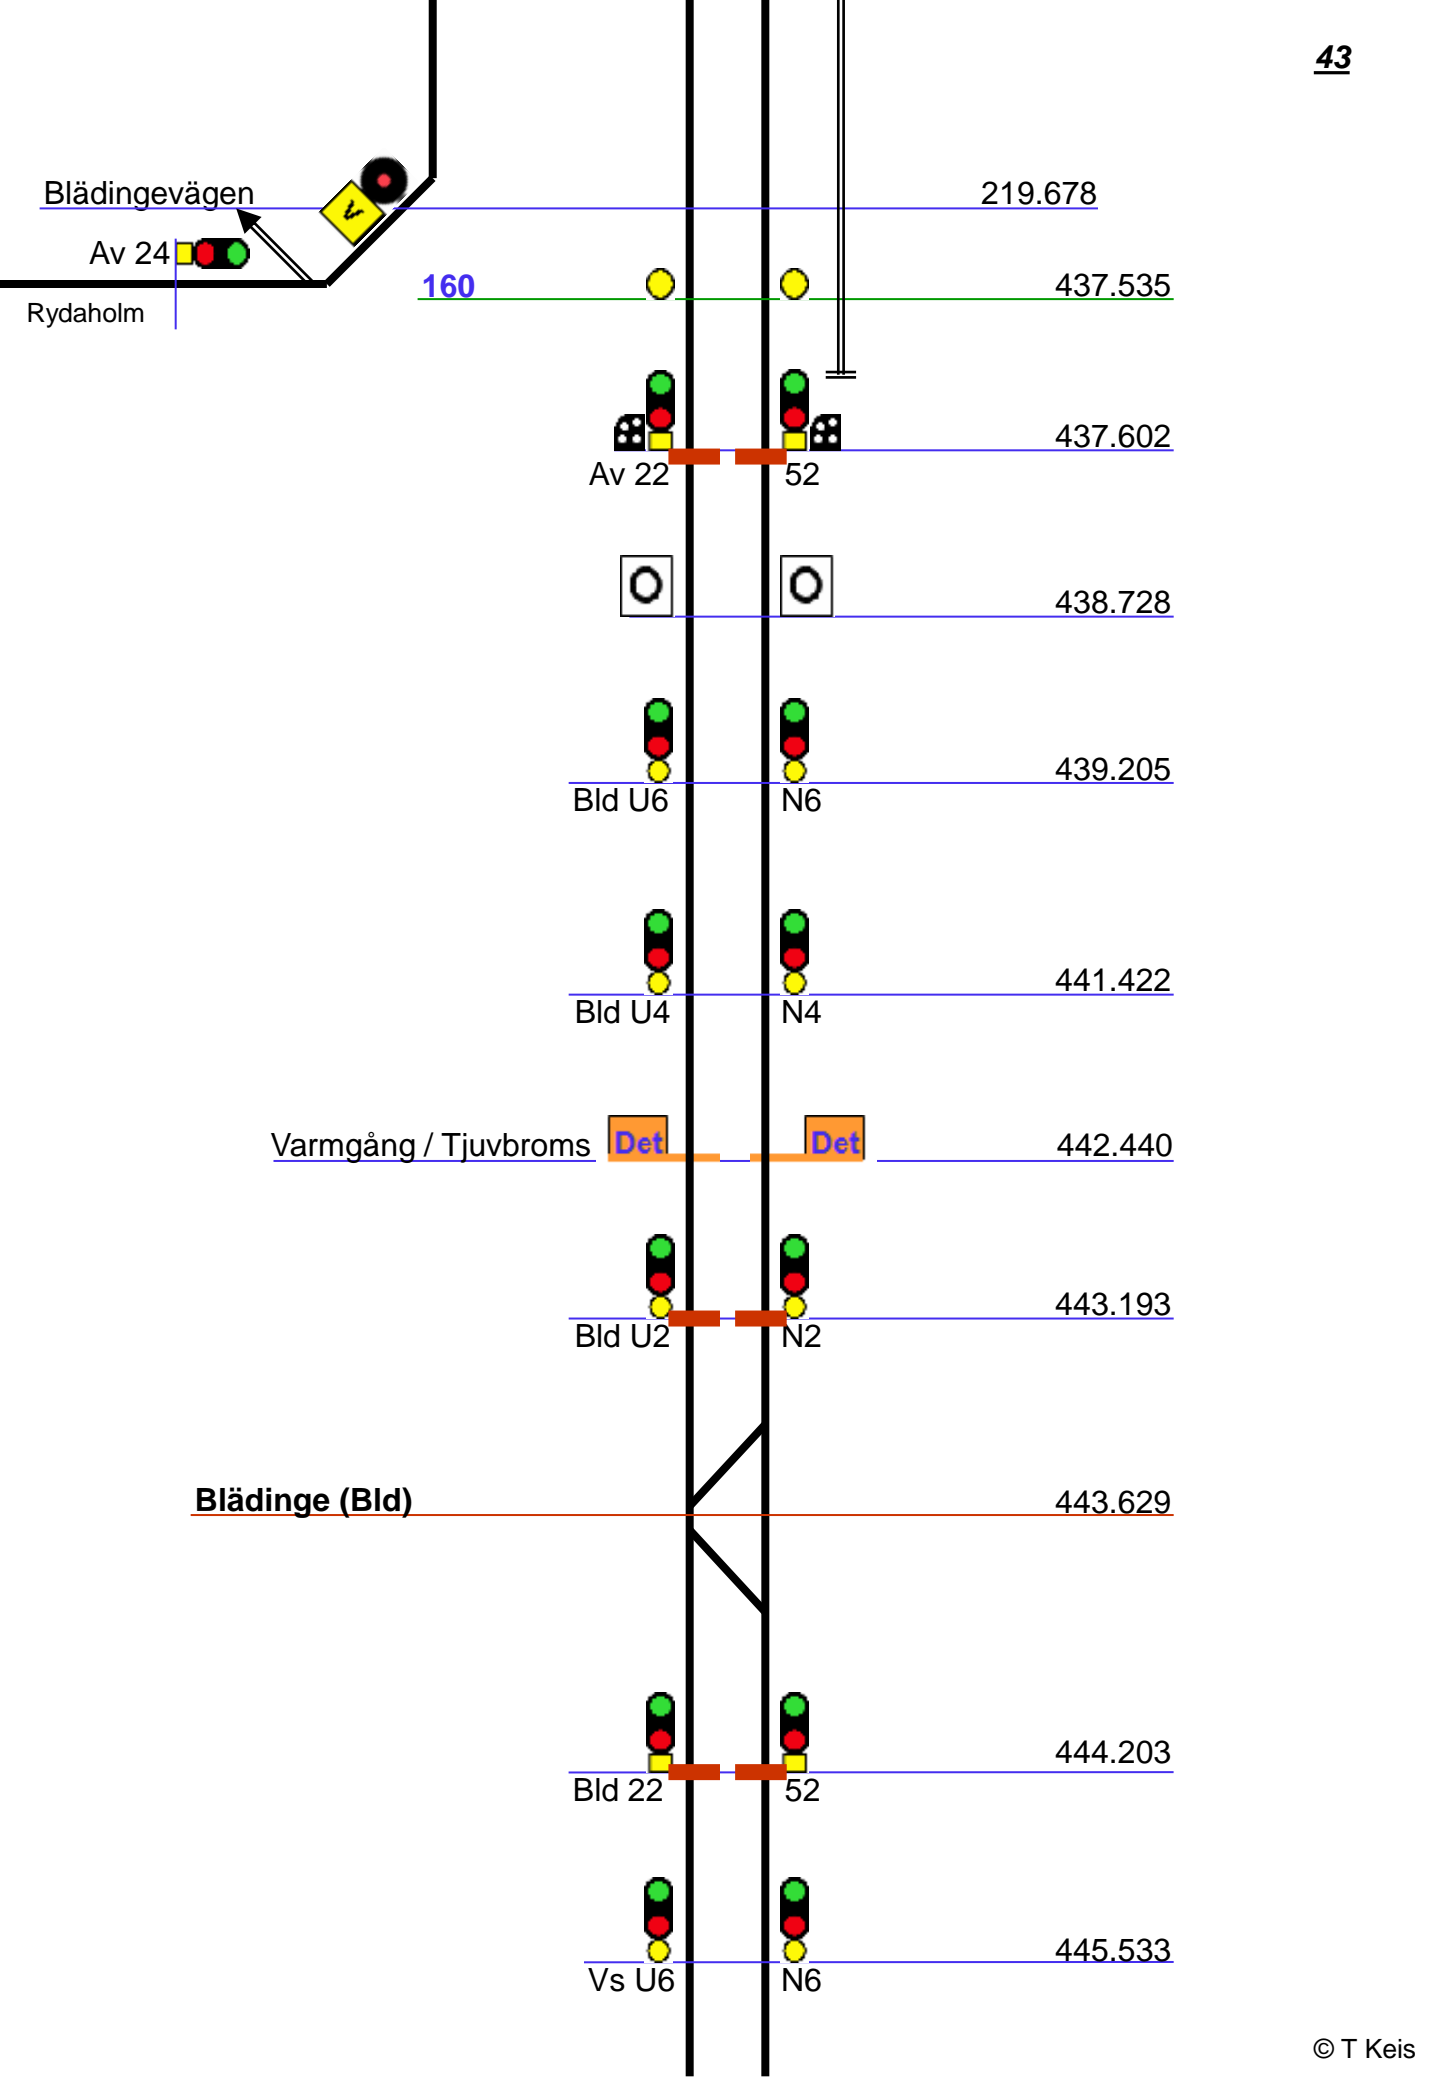 43
Blädingevägen
219.678
V
Av 24
160
437.535
Rydaholm
437.602
Av 22
52
O
O
438.728
439.205
Bld U6
N6
441.422
Bld U4
N4
Varmgång / Tjuvbroms
Det
Det
442.440
443.193
Bld U2
N2
Blädinge (Bld)
443.629
444.203
Bld 22
52
445.533
Vs U6
N6
© T Keis